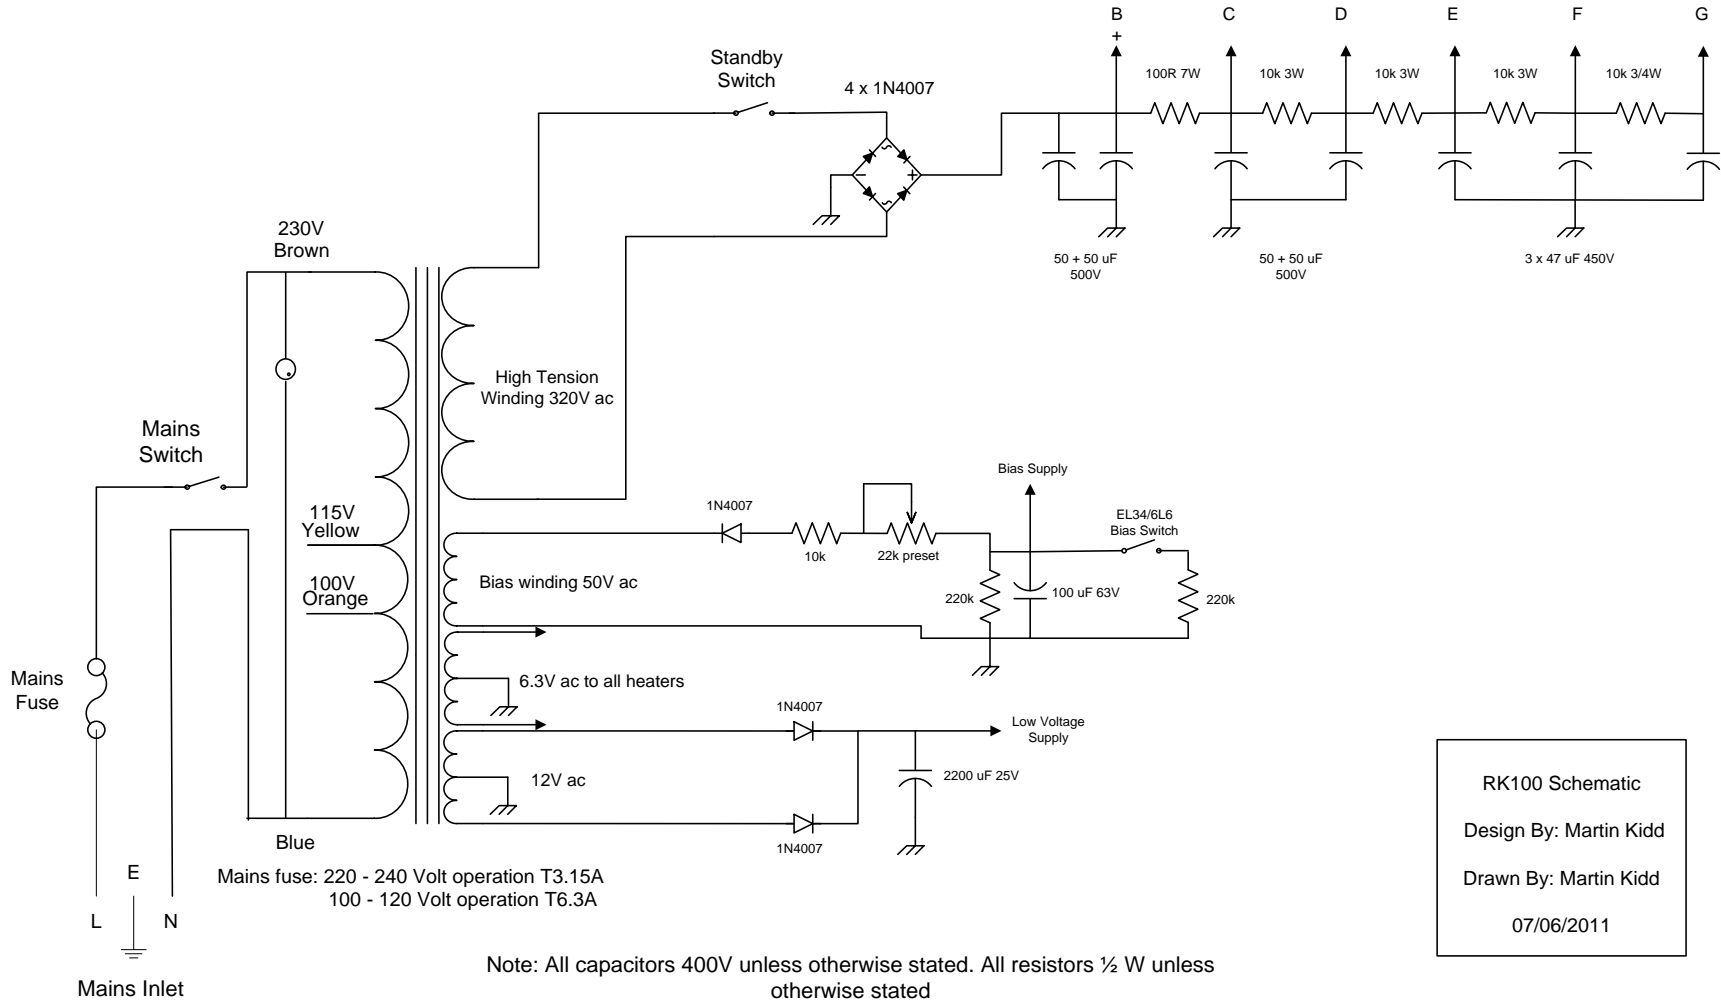 B
+
C
D
E
F
G
Standby
Switch
4 x 1N4007
100R 7W
10k 3W
10k 3W
10k 3W
10k 3/4W
~
−
+
~
50 + 50 uF
500V
50 + 50 uF
500V
3 x 47 uF 450V
230V
Brown
High Tension
Winding 320V ac
Mains
Switch
115V
Yellow
100V
Orange
1N4007
10k
22k preset
Bias Supply
EL34/6L6
Bias Switch
Bias winding 50V ac
220k
100 uF 63V
220k
6.3V ac to all heaters
Mains
Fuse
1N4007
Low Voltage
Supply
12V ac
2200 uF 25V
1N4007
Blue
Mains fuse: 220 - 240 Volt operation T3.15A
100 - 120 Volt operation T6.3A
L
E
N
Mains Inlet
Note: All capacitors 400V unless otherwise stated. All resistors ½ W unless
otherwise stated
RK100 Schematic
Design By: Martin Kidd
Drawn By: Martin Kidd
07/06/2011